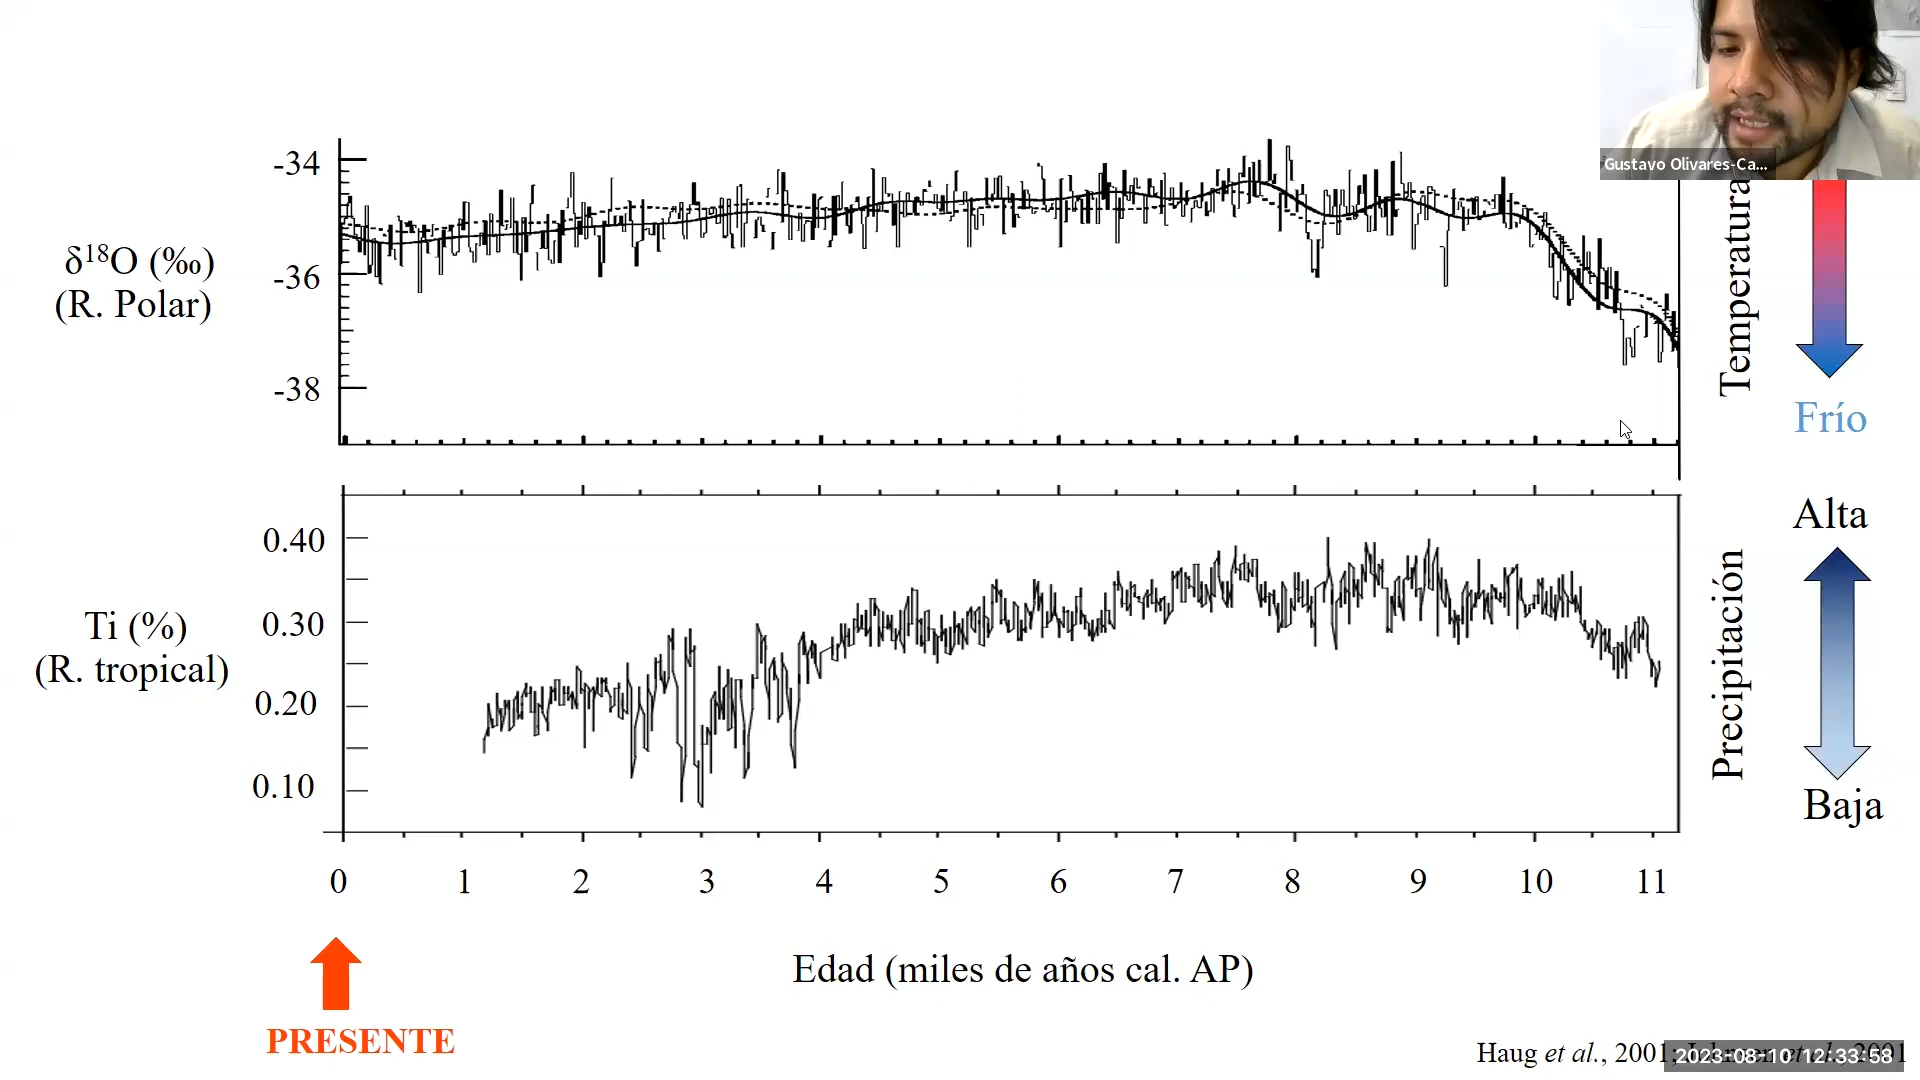 Gustavo Olivares-Ca...
-34
-36
-38
δ¹⁸O (‰)
(R. Polar)
Temperatura
Frío
0.40
0.30
0.20
0.10
Ti (%)
(R. tropical)
Alta
Precipitación
Baja
0 1 2 3 4 5 6 7 8 9 10 11
Edad (miles de años cal. AP)
PRESENTE
Haug et al., 2001;
2023-08-10 12:33:58